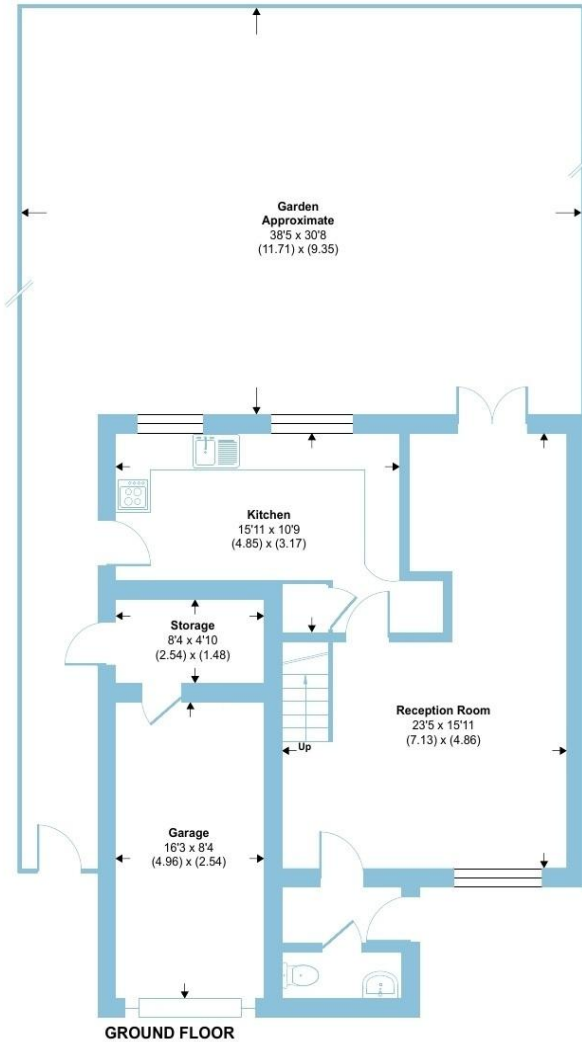 Garden
Approximate
38'5 x 30'8
(11.71) x (9.35)
Kitchen
15'11 x 10'9
(4.85) x (3.17)
Storage
8'4 x 4'10
(2.54) x (1.48)
Reception Room
23'5 x 15'11
(7.13) x (4.86)
Up
Garage
16'3 x 8'4
(4.96) x (2.54)
GROUND FLOOR